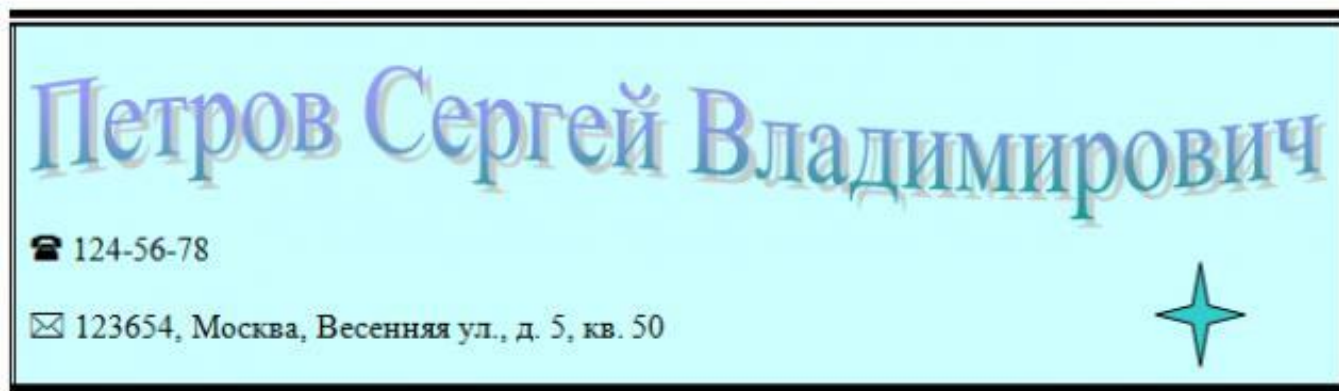 Петров Сергей Владимирович
☎ 124-56-78
✉ 123654, Москва, Весенняя ул., д. 5, кв. 50